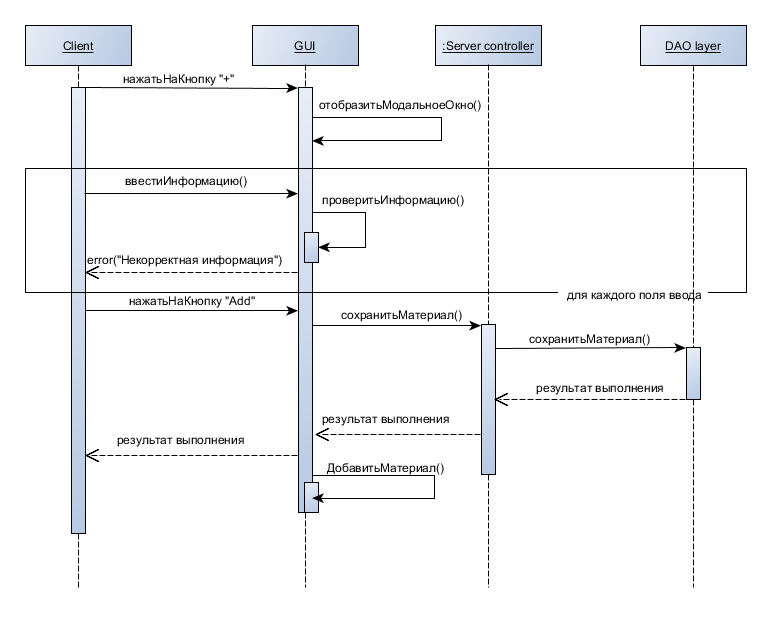 Client
GUI
:Server controller
DAO layer
нажатьНаКнопку "+"
отобразитьМодальноеОкно()
ввестиИнформацию()
проверитьИнформацию()
error("Некорректная информация")
для каждого поля ввода
нажатьНаКнопку "Add"
сохранитьМатериал()
сохранитьМатериал()
результат выполнения
результат выполнения
результат выполнения
ДобавитьМатериал()